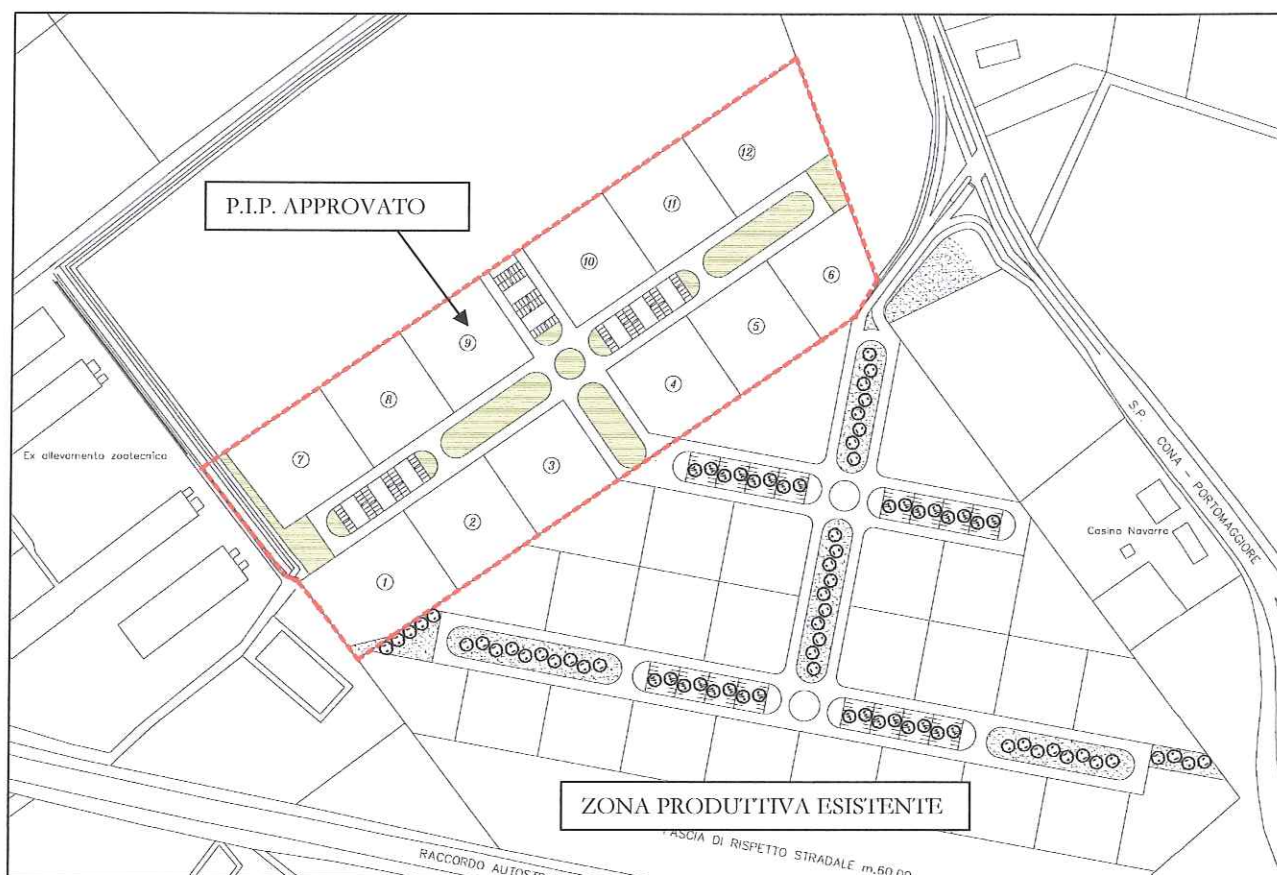 12
P.I.P. APPROVATO
11
10
6
9
5
8
4
S.P. CONA - PORTOMAGGIORE
Ex allevamento zootecnico
7
3
2
Casino Navarra
1
ZONA PRODUTTIVA ESISTENTE
FASCIA DI RISPETTO STRADALE m.60.00
RACCORDO